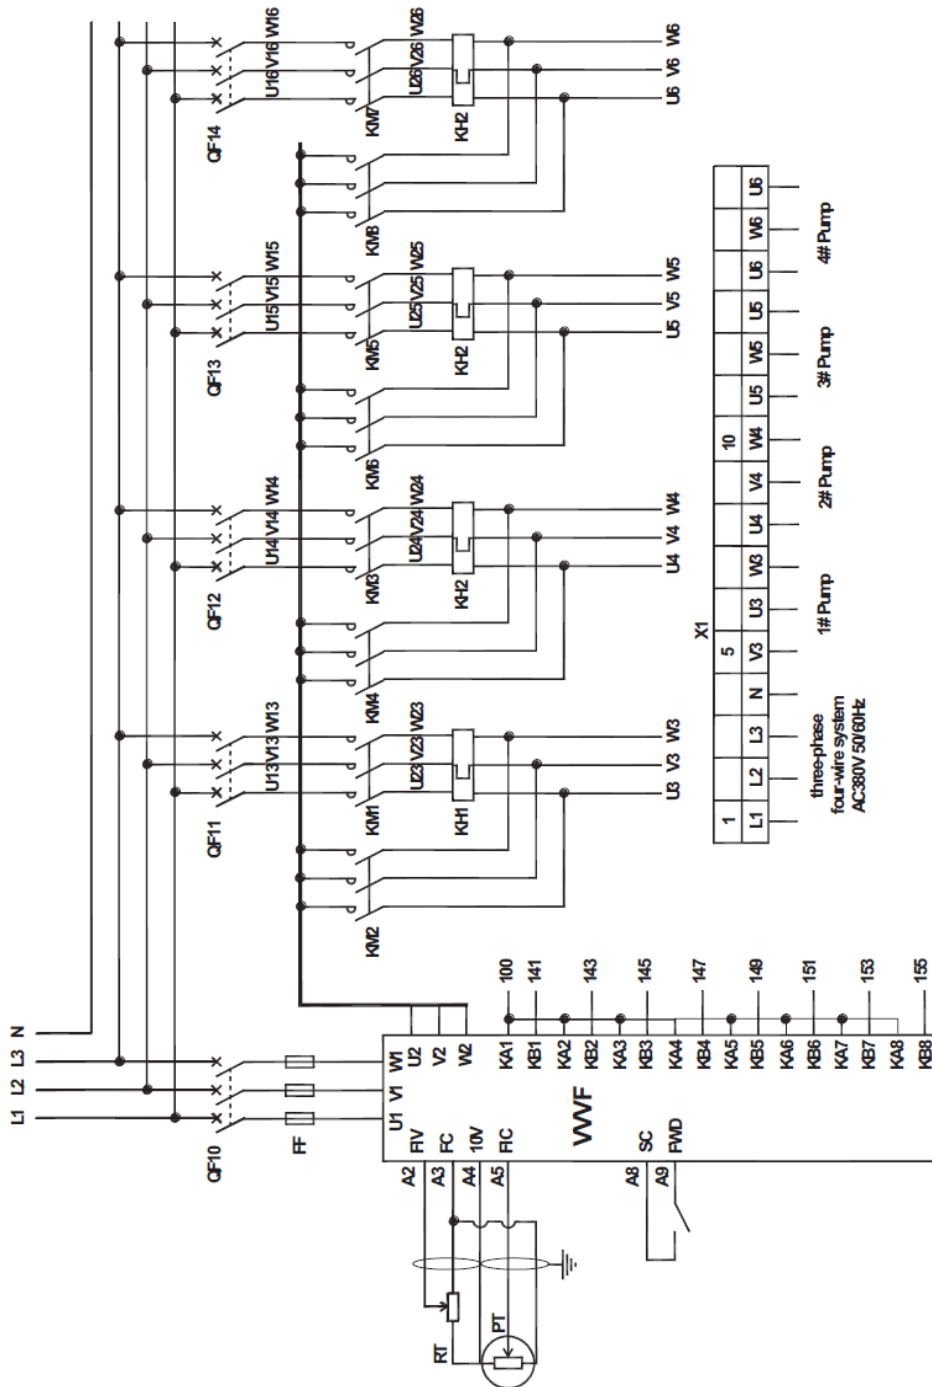 L1 L2 L3 N
QF10 QF11 QF12 QF13 QF14
U13 V13 W13 U14 V14 W14 U15 V15 W15 U16 V16 W16
FF
KM2 KM1 KM4 KM3 KM6 KM5 KM8 KM7
U1 V1 W1
A2 FIV U2 U23 V23 W23 U24 V24 W24 U25 V25 W25 U26 V26 W26
RT A3 FC V2
A4 10V W2 KH1 KH2 KH2 KH2
PT A5 FIC KA1 100
KB1 141
KA2
VVVF
KB2 143
KA3
A8 SC KB3 145
A9 FWD KA4
U3 V3 W3 U4 V4 W4 U5 V5 W5 U6 V6 W6
KB4 147
X1
KA5
KB5 149
KA6
KB6 151
KA7
KB7 153
KA8
KB8 155
1 5 10
L1 L2 L3 N V3 U3 W3 U4 V4 W4 U5 W5 U5 U6 W6 U6
three-phase
four-wire system
AC380V 50/60Hz
1# Pump 2# Pump 3# Pump 4# Pump